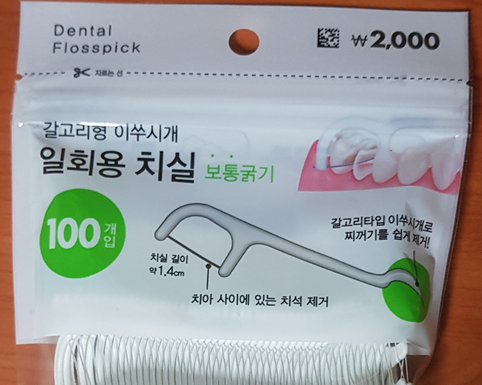 Dental
Flosspick
₩2,000
자르는 선
갈고리형 이쑤시개
일회용 치실 보통굵기
100개입
치실 길이
약 1.4cm
갈고리타입 이쑤시개로
찌꺼기를 쉽게 제거!
치아 사이에 있는 치석 제거